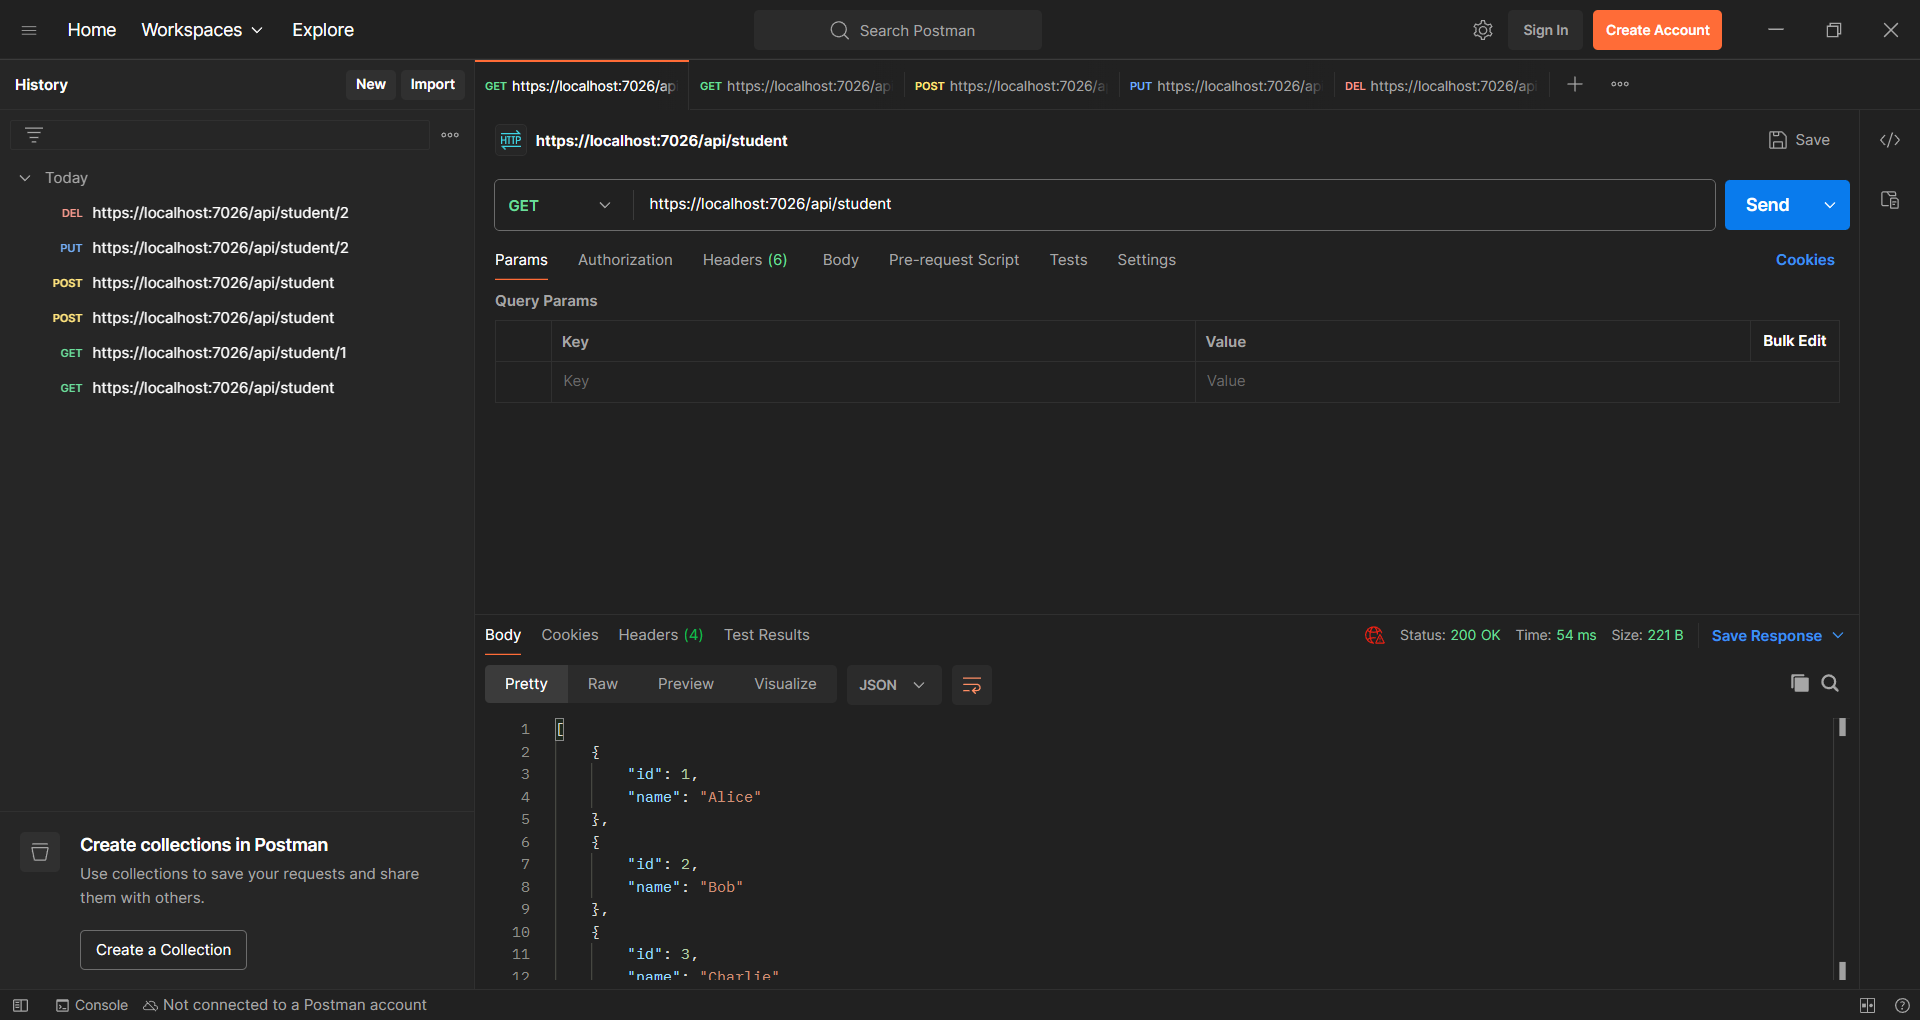 Home Workspaces Explore Search Postman Sign In Create Account
History New Import
GET https://localhost:7026/api GET https://localhost:7026/ap POST https://localhost:7026/a PUT https://localhost:7026/ap DEL https://localhost:7026/ap
HTTP https://localhost:7026/api/student Save
Today
DEL https://localhost:7026/api/student/2
PUT https://localhost:7026/api/student/2
POST https://localhost:7026/api/student
POST https://localhost:7026/api/student
GET https://localhost:7026/api/student/1
GET https://localhost:7026/api/student
GET https://localhost:7026/api/student Send
Params Authorization Headers (6) Body Pre-request Script Tests Settings Cookies
Query Params
Key Value Bulk Edit
Key Value
Body Cookies Headers (4) Test Results Status: 200 OK Time: 54 ms Size: 221 B Save Response
Pretty Raw Preview Visualize JSON
1 [
2 {
3 "id": 1,
4 "name": "Alice"
5 },
6 {
7 "id": 2,
8 "name": "Bob"
9 },
10 {
11 "id": 3,
12 "name": "Charlie"
Create collections in Postman
Use collections to save your requests and share
them with others.
Create a Collection
Console Not connected to a Postman account